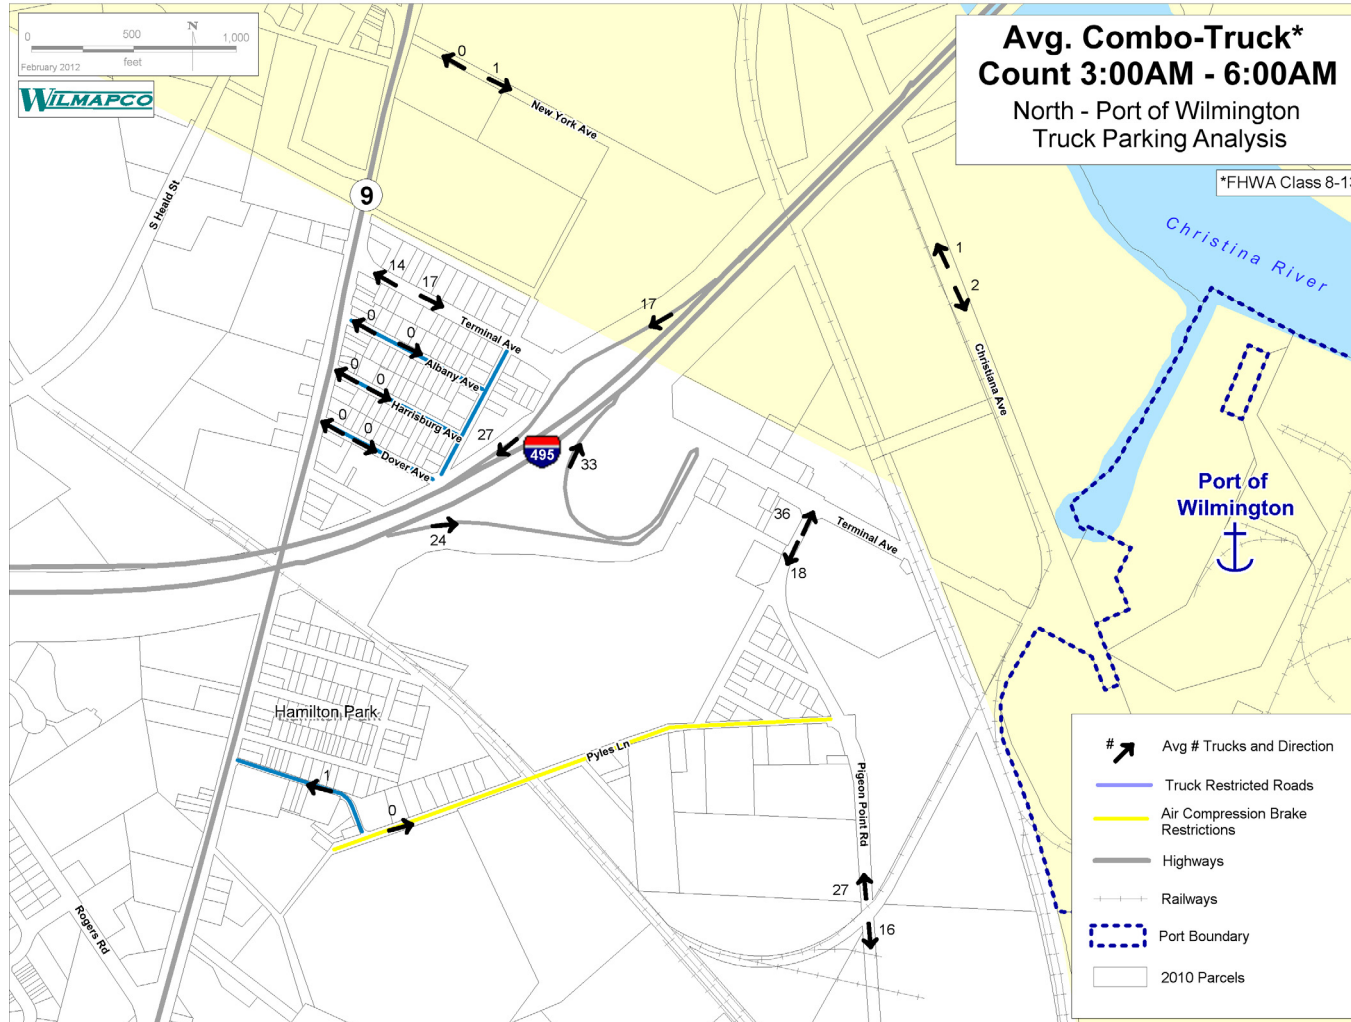 0 500 1,000
N
February 2012
feet
WILMAPCO
Avg. Combo-Truck*
Count 3:00AM - 6:00AM
North - Port of Wilmington
Truck Parking Analysis
*FHWA Class 8-13
0
1
New York Ave
S Heald St
9
Christina River
1
2
14
17
Terminal Ave
17
0
0
Albany Ave
0
0
Harrisburg Ave
0
0
Dover Ave
27
495
33
24
Christiana Ave
Port of
Wilmington
36
18
Terminal Ave
Hamilton Park
1
0
Pyles Ln
Pigeon Point Rd
27
16
Rogers Rd
# Avg # Trucks and Direction
Truck Restricted Roads
Air Compression Brake
Restrictions
Highways
Railways
Port Boundary
2010 Parcels